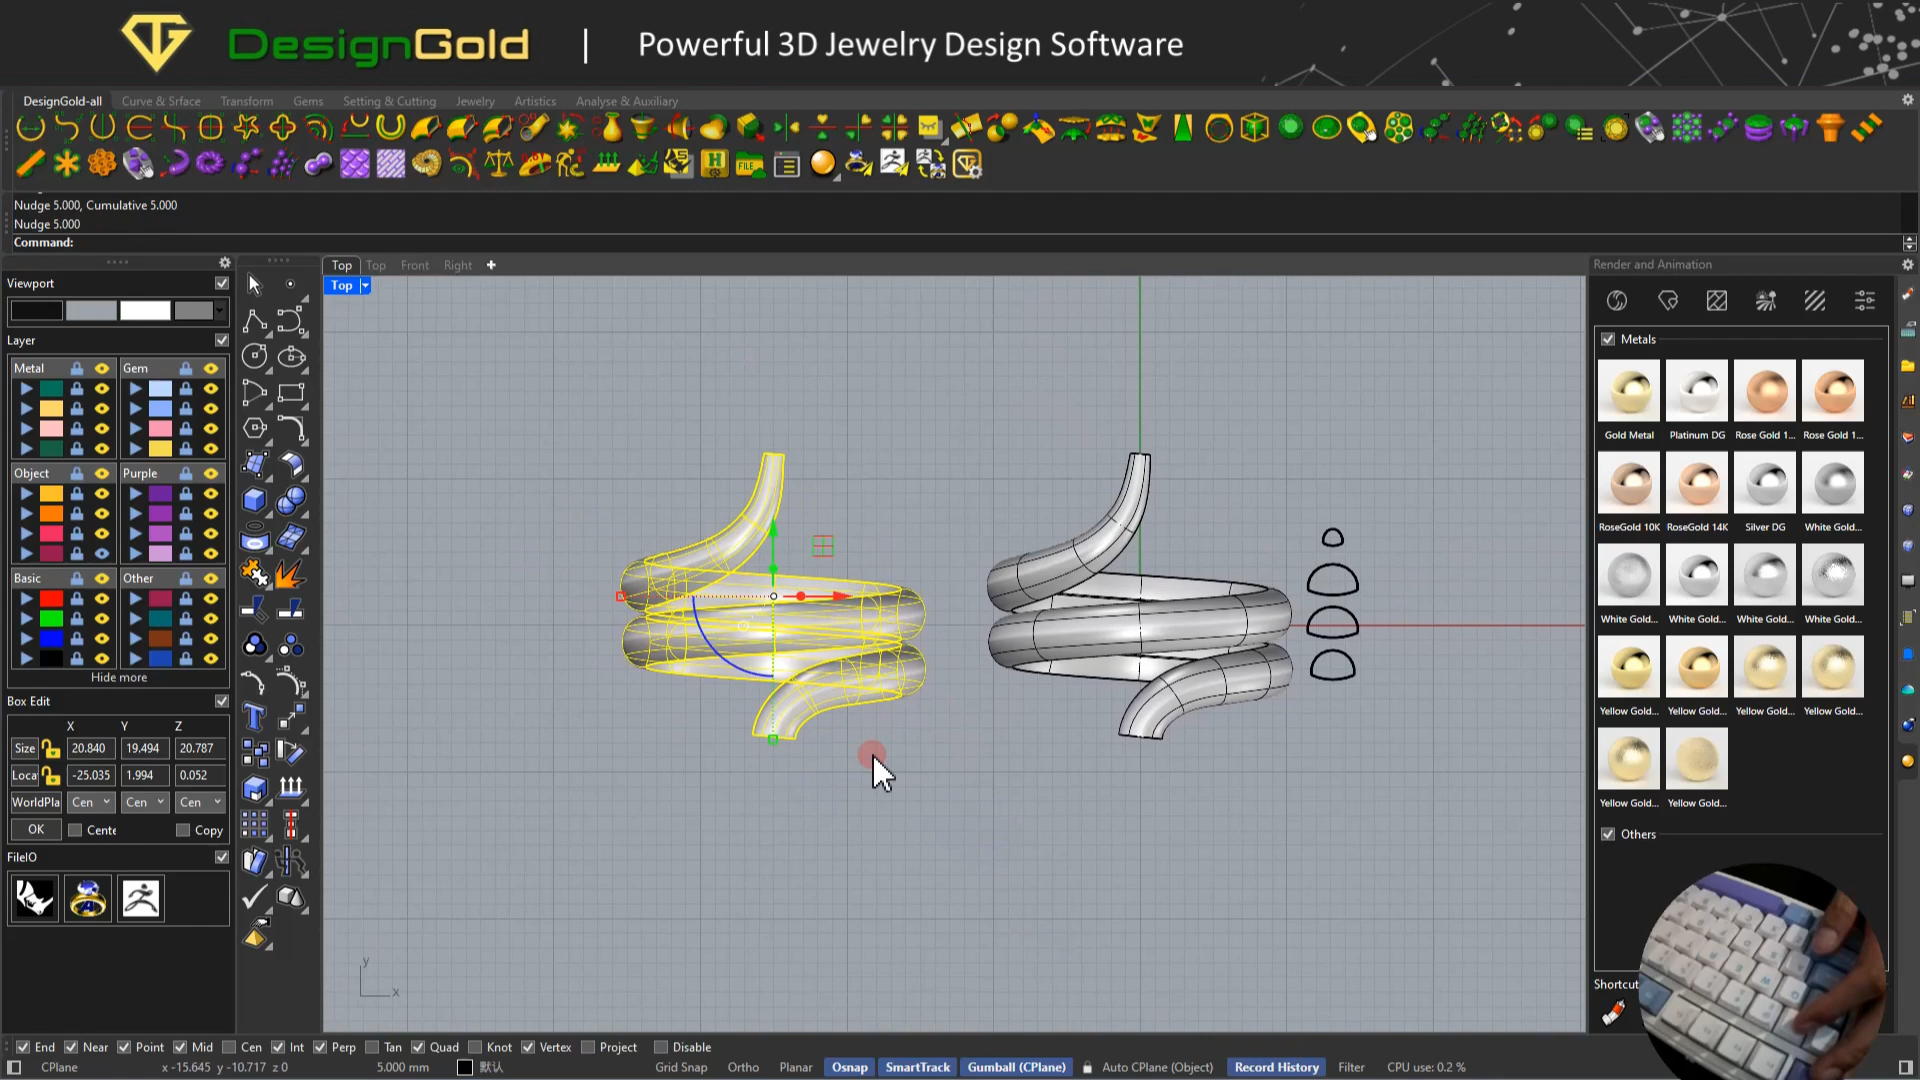 DesignGold | Powerful 3D Jewelry Design Software
DesignGold-all Curve & Srface Transform Gems Setting & Cutting Jewelry Artistics Analyse & Auxiliary
Nudge 5.000, Cumulative 5.000
Nudge 5.000
Command:
Viewport
Layer
Metal Gem
Object Purple
Basic Other
Hide more
Box Edit
X Y Z
Size 20.840 19.494 20.787
Loca -25.035 1.994 0.052
WorldPla Cen Cen Cen
OK Cente Copy
FileIO
Top Top Front Right
Top
y
x
Render and Animation
Metals
Gold Metal Platinum DG Rose Gold 1... Rose Gold 1...
RoseGold 10K RoseGold 14K Silver DG White Gold...
White Gold... White Gold... White Gold... White Gold...
Yellow Gold... Yellow Gold... Yellow Gold... Yellow Gold...
Yellow Gold... Yellow Gold...
Others
Shortcut
End Near Point Mid Cen Int Perp Tan Quad Knot Vertex Project Disable
CPlane x -15.645 y -10.717 z 0 5.000 mm 默认 Grid Snap Ortho Planar Osnap SmartTrack Gumball (CPlane) Auto CPlane (Object) Record History Filter CPU use: 0.2 %